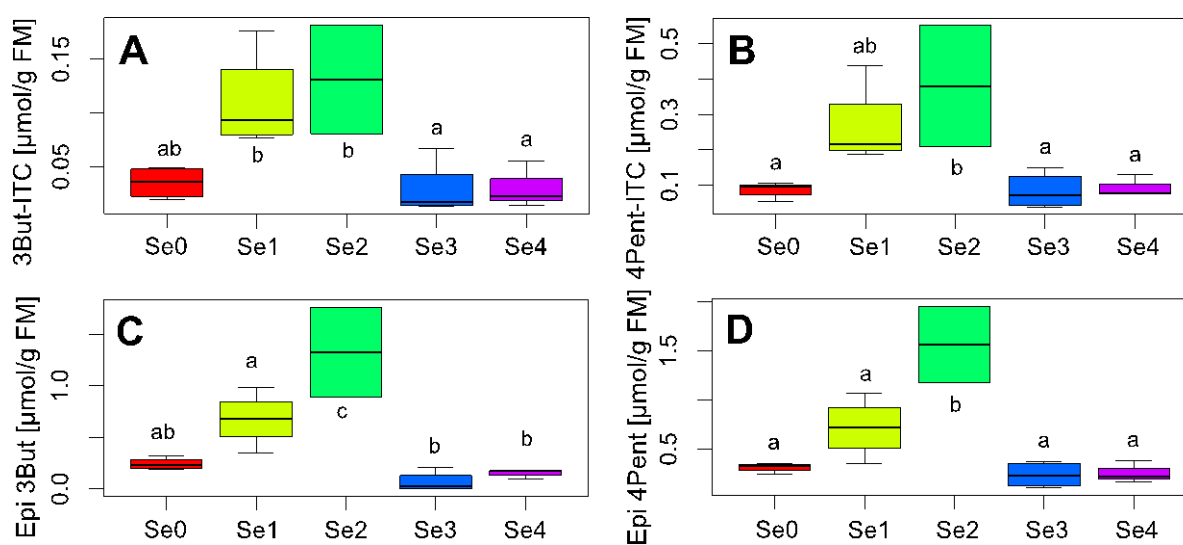 A
3But-ITC [µmol/g FM]
0.15
0.05
ab
b
b
a
a
Se0 Se1 Se2 Se3 Se4
B
4Pent-ITC [µmol/g FM]
0.5
0.3
0.1
a
ab
b
a
a
Se0 Se1 Se2 Se3 Se4
C
Epi 3But [µmol/g FM]
1.0
0.0
ab
a
c
b
b
Se0 Se1 Se2 Se3 Se4
D
Epi 4Pent [µmol/g FM]
1.5
0.5
a
a
b
a
a
Se0 Se1 Se2 Se3 Se4